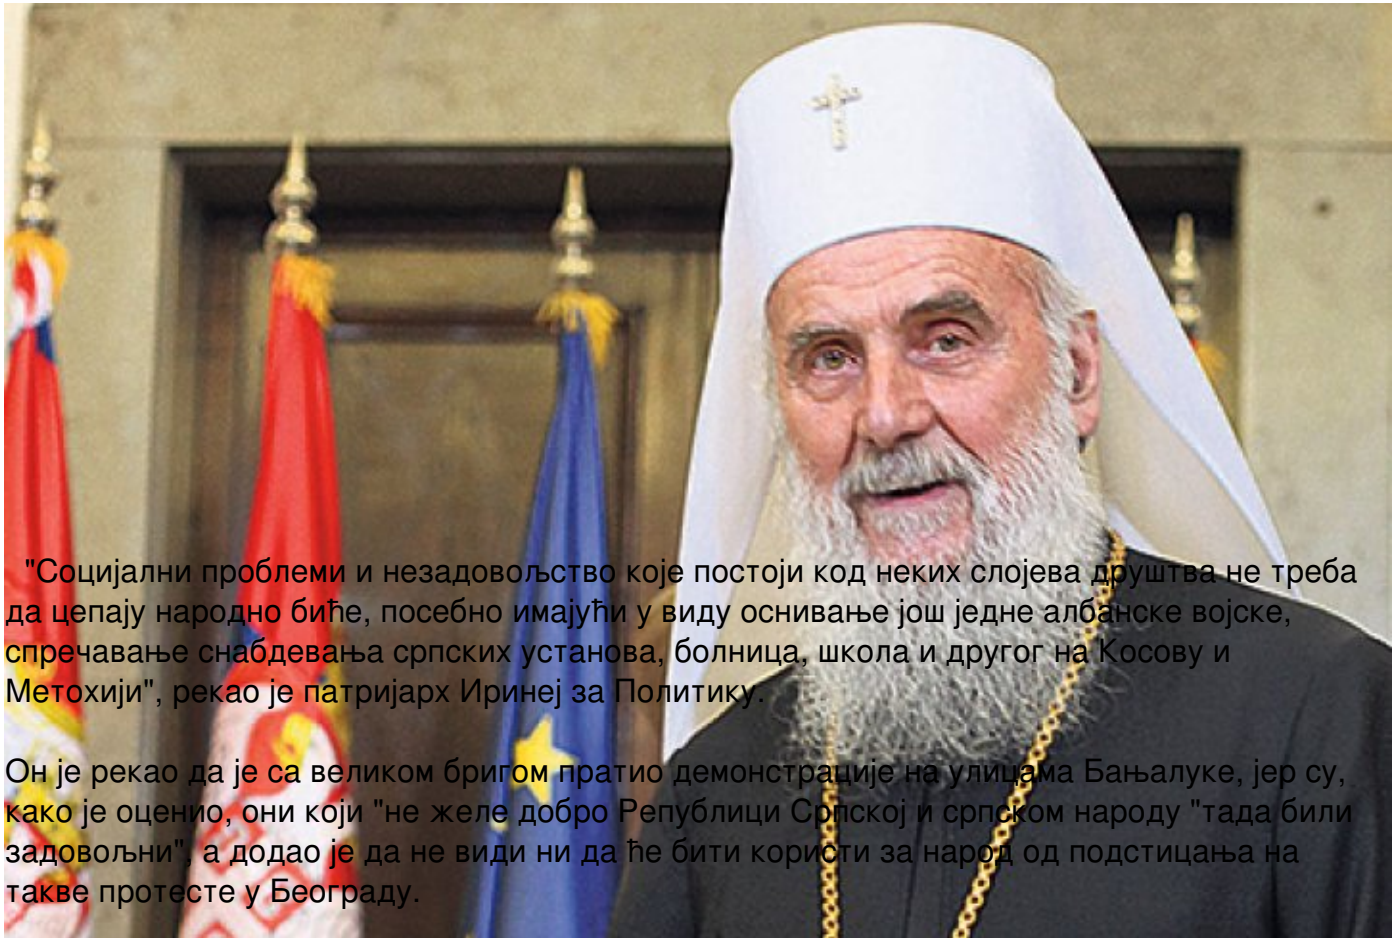 "Социјални проблеми и незадовољство које постоји код неких слојева друштва не треба
да цепају народно биће, посебно имајући у виду оснивање још једне албанске војске,
спречавање снабдевања српских установа, болница, школа и другог на Косову и
Метохији", рекао је патријарх Иринеј за Политику.
Он је рекао да је са великом бригом пратио демонстрације на улицама Бањалуке, јер су,
како је оценио, они који "не желе добро Републици Српској и српском народу "тада били
задовољни", а додао је да не види ни да ће бити користи за народ од подстицања на
такве протесте у Београду.